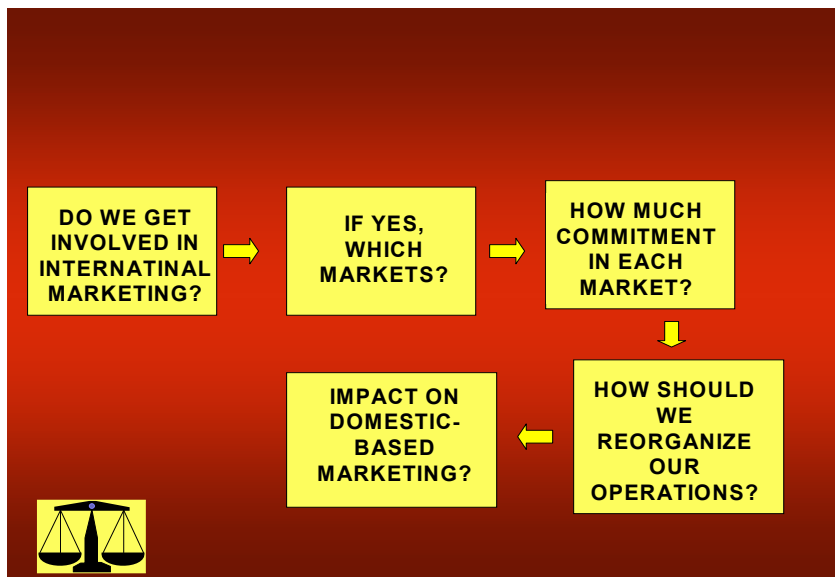 DO WE GET
INVOLVED IN
INTERNATINAL
MARKETING?
IF YES,
WHICH
MARKETS?
HOW MUCH
COMMITMENT
IN EACH
MARKET?
HOW SHOULD
WE
REORGANIZE
OUR
OPERATIONS?
IMPACT ON
DOMESTIC-
BASED
MARKETING?